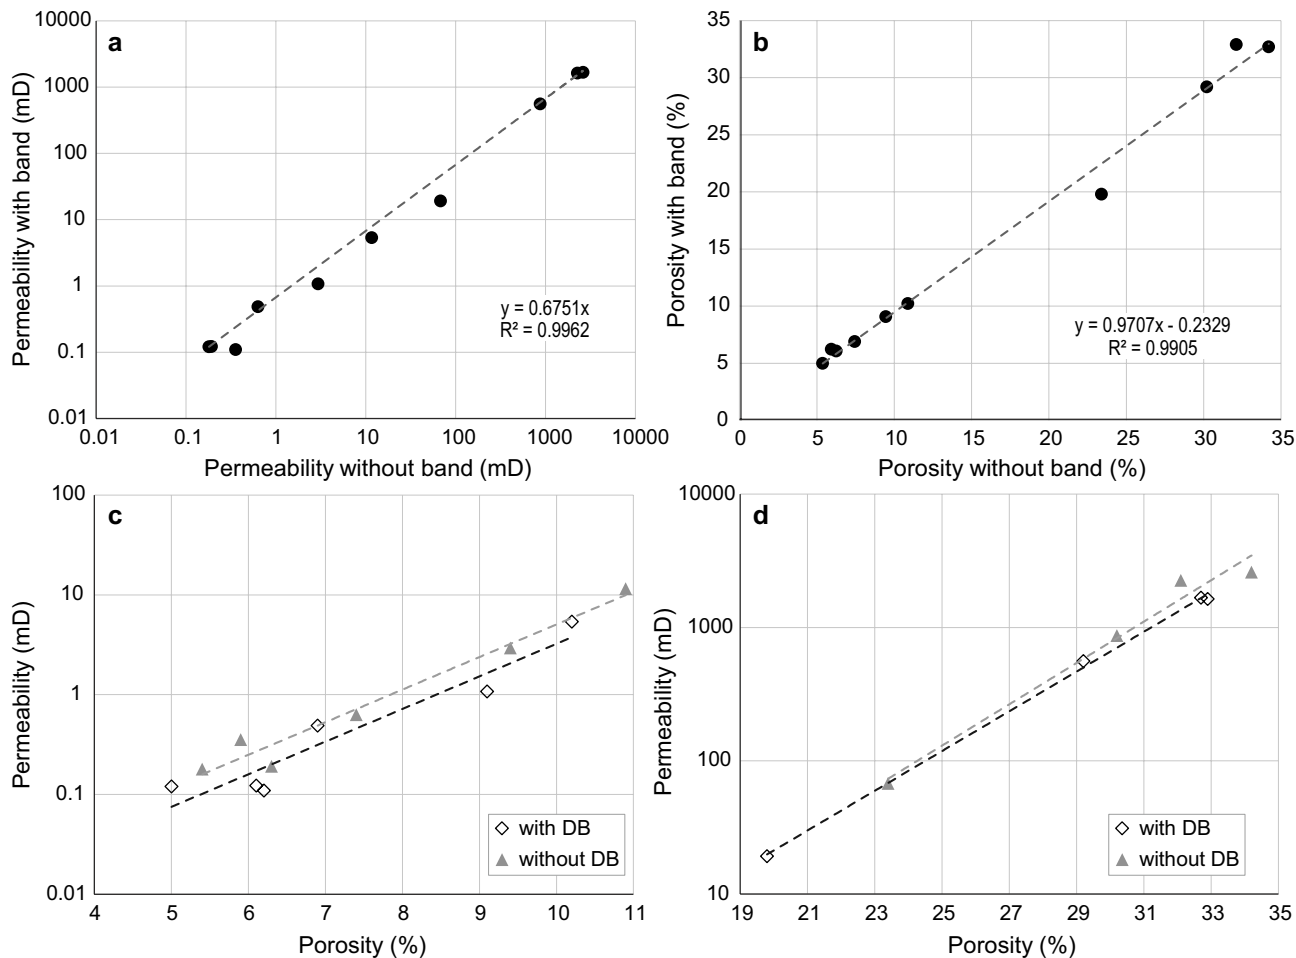 a
Permeability with band (mD)
10000
1000
100
10
1
0.1
0.01
y = 0.6751x
R² = 0.9962
0.01 0.1 1 10 100 1000 10000
Permeability without band (mD)
b
Porosity with band (%)
35
30
25
20
15
10
5
0
y = 0.9707x - 0.2329
R² = 0.9905
0 5 10 15 20 25 30 35
Porosity without band (%)
c
Permeability (mD)
100
10
1
0.1
0.01
with DB
without DB
4 5 6 7 8 9 10 11
Porosity (%)
d
Permeability (mD)
10000
1000
100
10
with DB
without DB
19 21 23 25 27 29 31 33 35
Porosity (%)